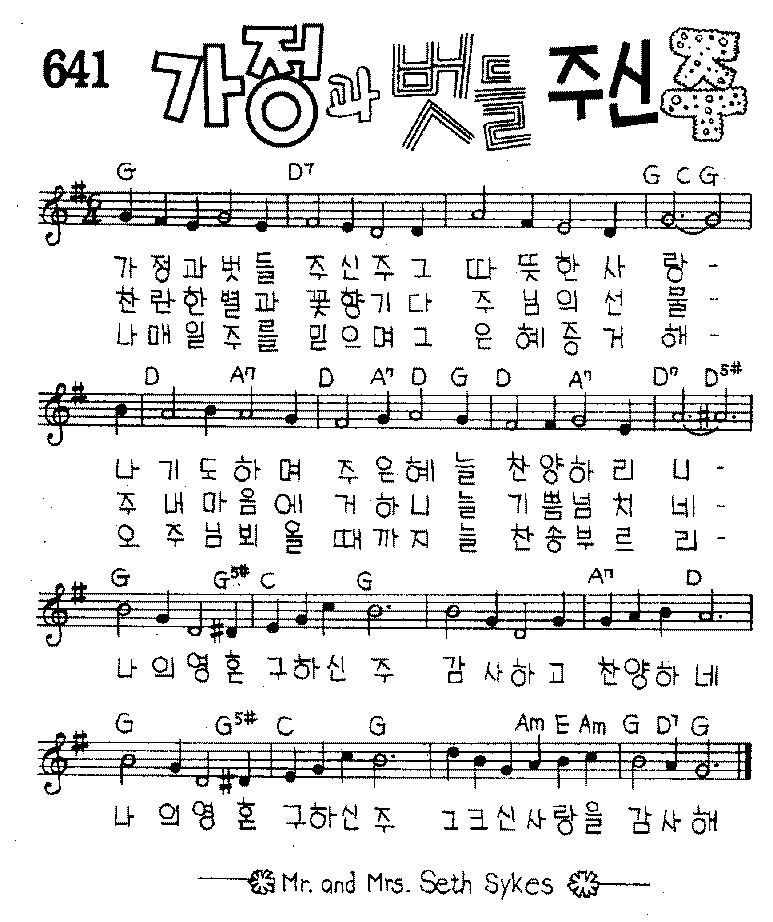 641 가정과 벗들 주신 주
G D7 G C G
6/4
가 정 과 벗 들 주 신 주 그 따 뜻 한 사 랑 -
찬 란 한 별 과 꽃 향 기 다 주 님 의 선 물 -
나 매 일 주 를 믿 으 며 그 은 혜 증 거 해 -
D A7 D A7 D G D A7 D7 D5#
나 기 도 하 며 주 은 혜 늘 찬 양 하 리 니 -
주 내 마 음 에 거 하 니 늘 기 쁨 넘 쳐 네 -
오 주 님 뵈 올 때 까 지 늘 찬 송 부 르 리 -
G G5# C G A7 D
나 의 영 혼 구 하 신 주 감 사 하 고 찬 양 하 네
G G5# C G Am E Am G D7 G
나 의 영 혼 구 하 신 주 그 크 신 사 랑 을 감 사 해
Mr. and Mrs. Seth Sykes